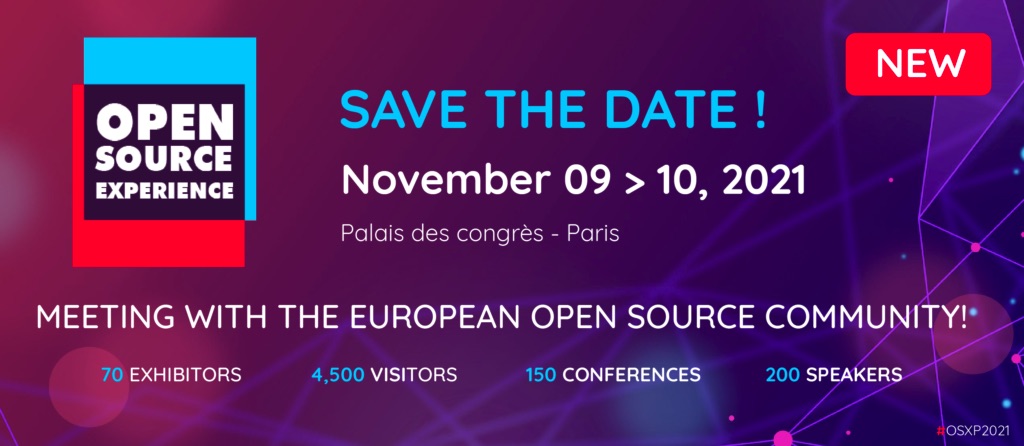 NEW
OPEN
SOURCE
EXPERIENCE
SAVE THE DATE !
November 09 > 10, 2021
Palais des congrès - Paris
MEETING WITH THE EUROPEAN OPEN SOURCE COMMUNITY!
70 EXHIBITORS 4,500 VISITORS 150 CONFERENCES 200 SPEAKERS
#OSXP2021